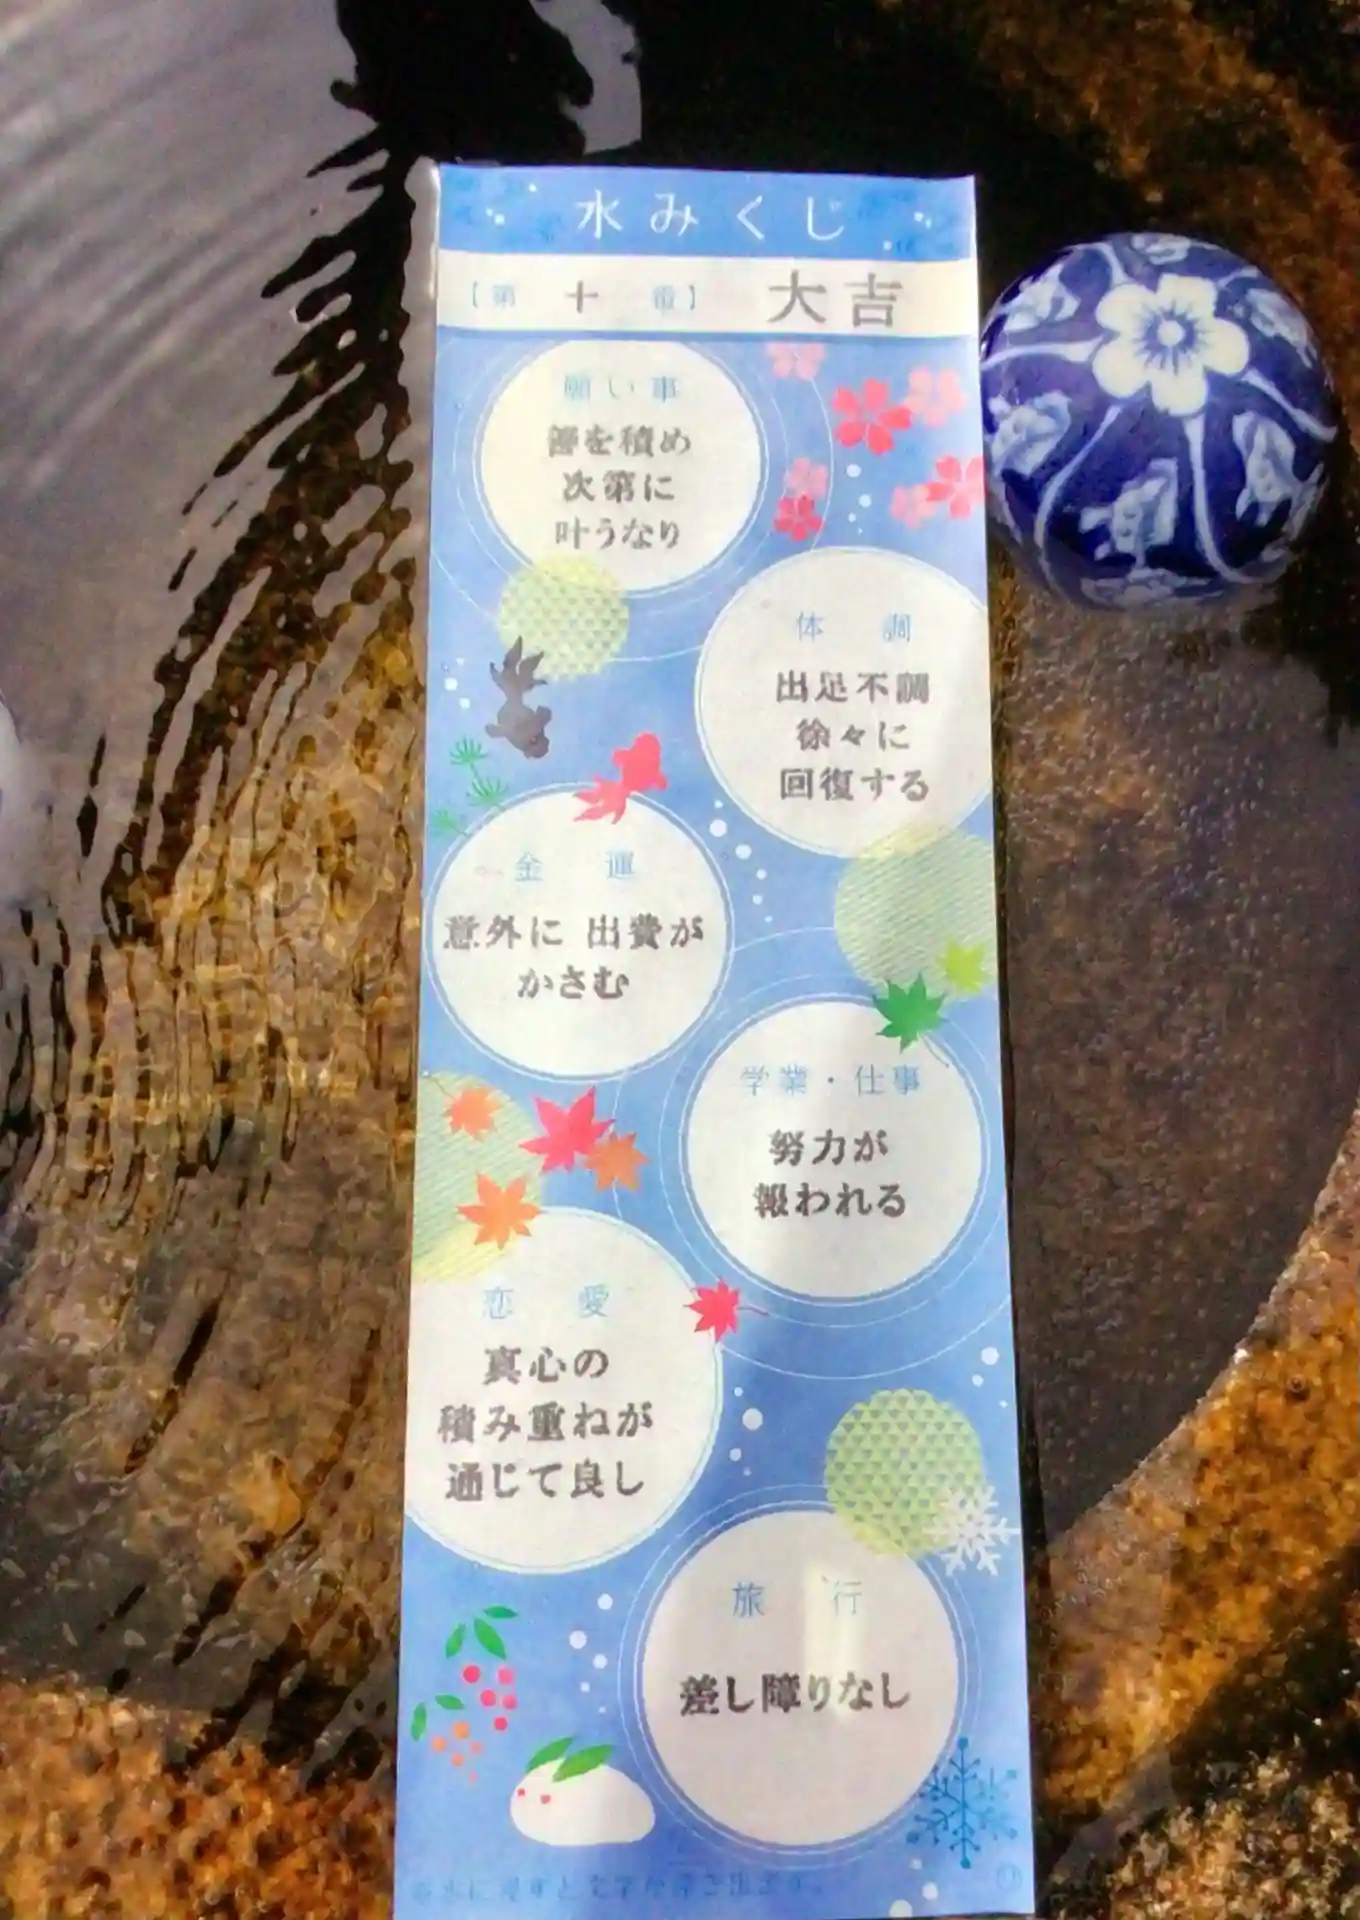 水みくじ
【第 十 番】 大吉
願い事
善を積め
次第に
叶うなり
体調
出足不調
徐々に
回復する
金運
意外に 出費が
かさむ
学業・仕事
努力が
報われる
恋愛
真心の
積み重ねが
通じて良し
旅行
差し障りなし